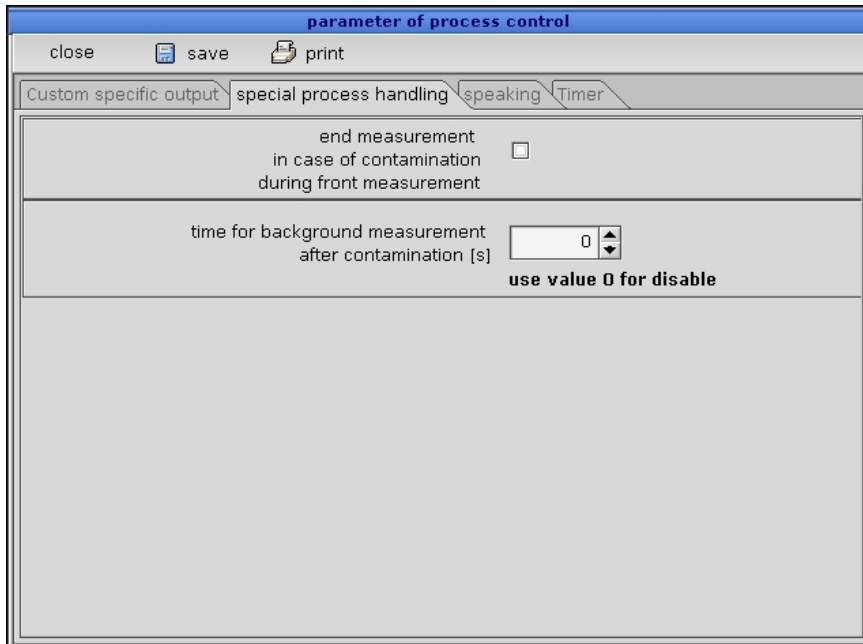 parameter of process control
close save print
Custom specific output special process handling speaking Timer
end measurement
in case of contamination
during front measurement
time for background measurement
after contamination [s]
0
use value 0 for disable